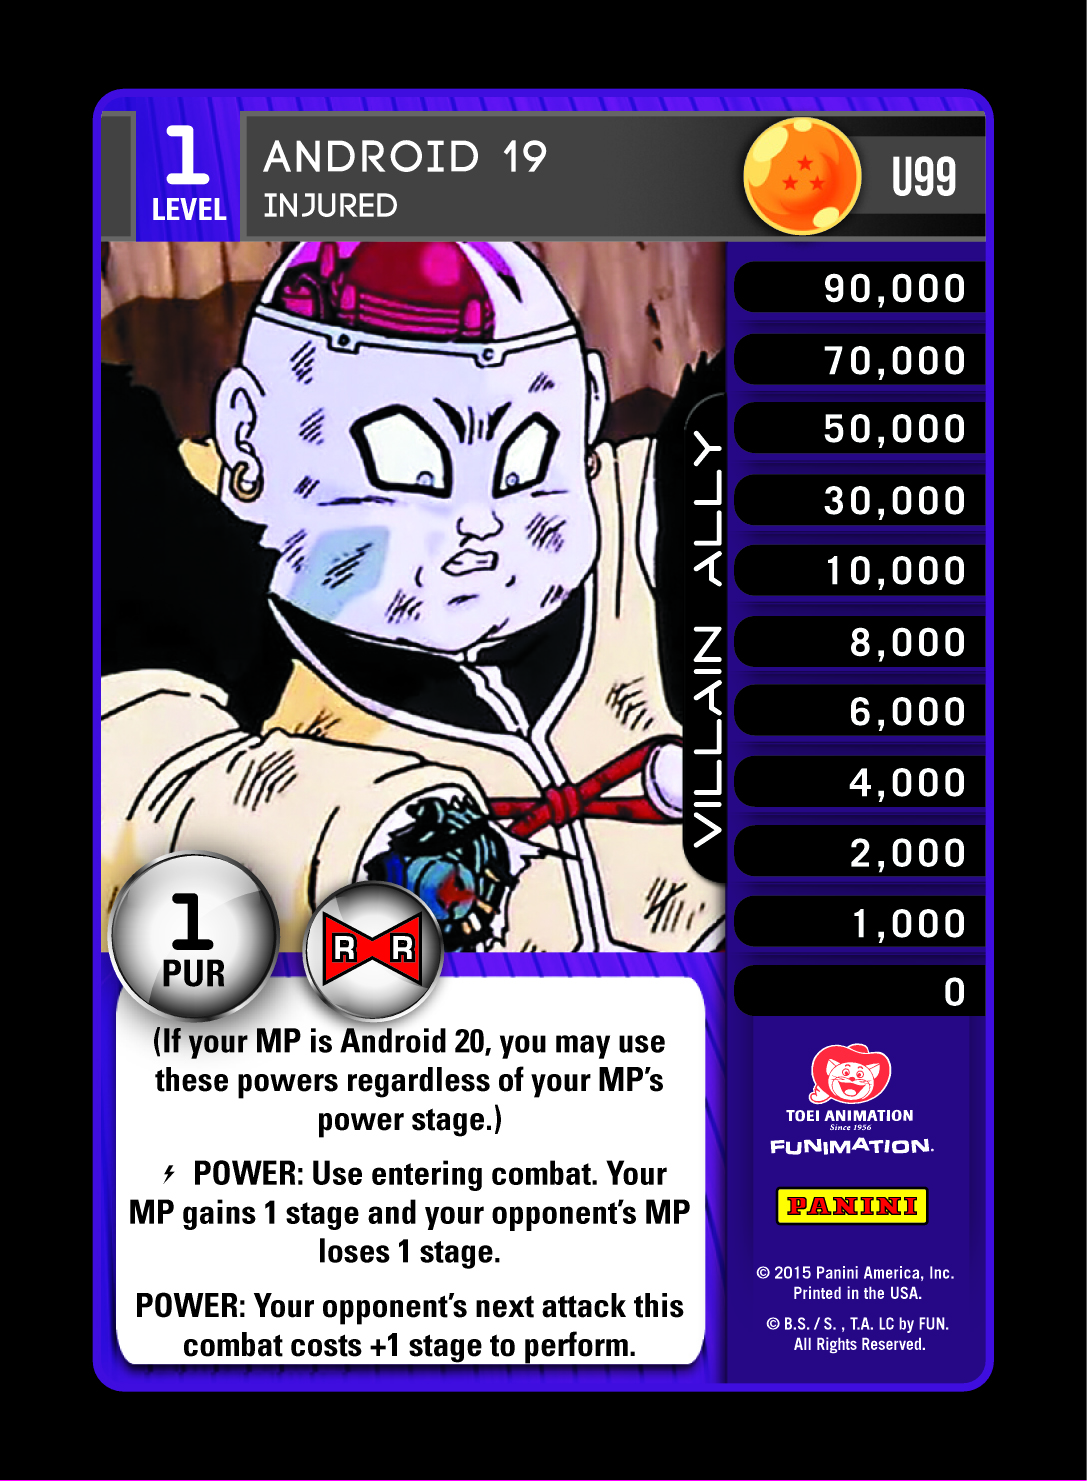 1
LEVEL
ANDROID 19
INJURED
U99
90,000
70,000
50,000
30,000
10,000
8,000
6,000
4,000
2,000
1,000
0
VILLAIN ALLY
1
PUR
R R
(If your MP is Android 20, you may use
these powers regardless of your MP's
power stage.)
POWER: Use entering combat. Your
MP gains 1 stage and your opponent's MP
loses 1 stage.
POWER: Your opponent's next attack this
combat costs +1 stage to perform.
TOEI ANIMATION
Since 1956
FUNIMATION.
PANINI
© 2015 Panini America, Inc.
Printed in the USA.
© B.S. / S. , T.A. LC by FUN.
All Rights Reserved.